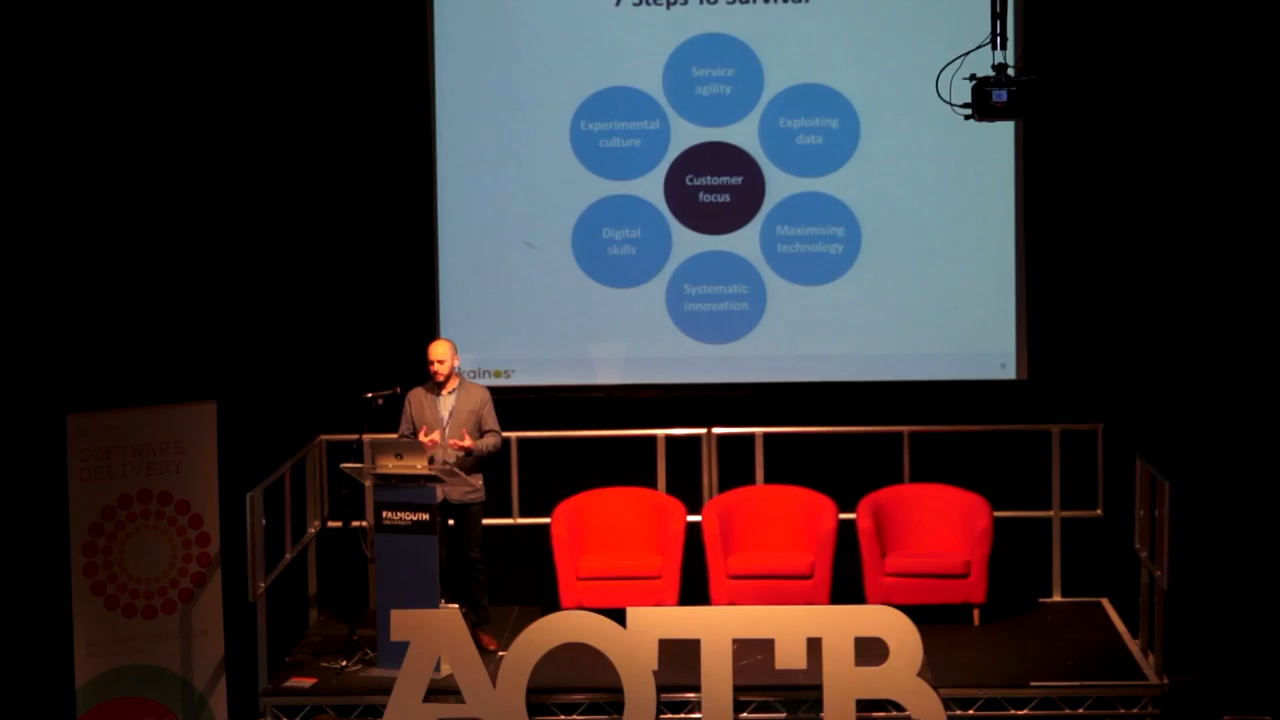 7 Steps To Survival
Service
agility
Experimental
culture
Exploiting
data
Customer
focus
Digital
skills
Maximising
technology
Systematic
innovation
kainos
SOFTWARE
DELIVERY
FALMOUTH
UNIVERSITY
AOTB